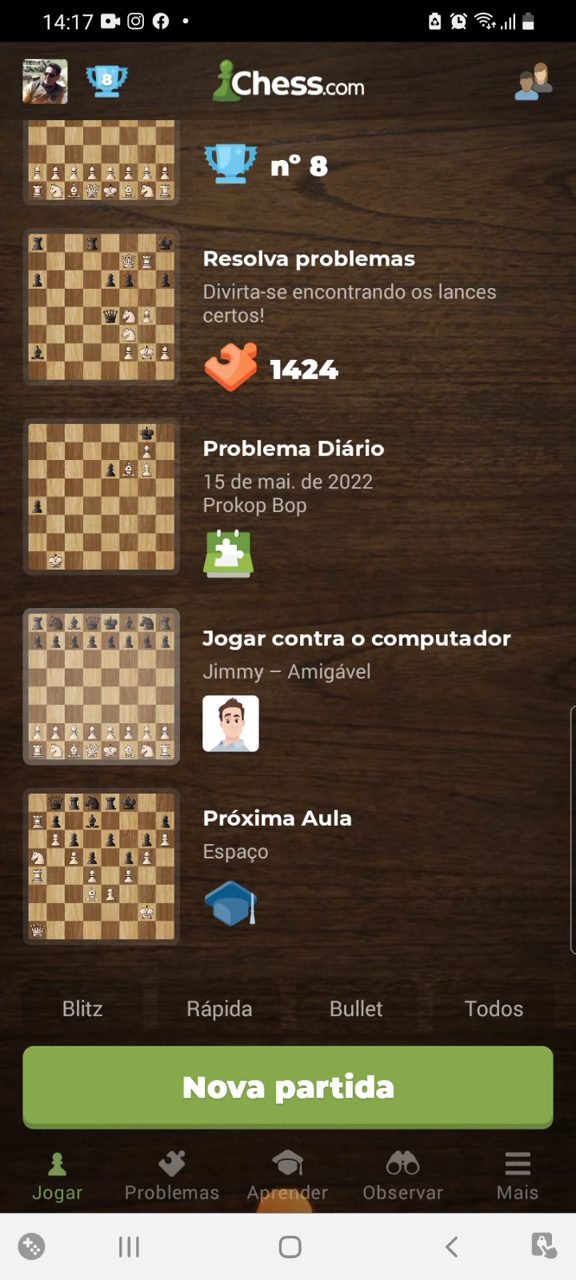 14:17
8
Chess.com
nº 8
Resolva problemas
Divirta-se encontrando os lances
certos!
1424
Problema Diário
15 de mai. de 2022
Prokop Bop
Jogar contra o computador
Jimmy – Amigável
Próxima Aula
Espaço
Blitz
Rápida
Bullet
Todos
Nova partida
Jogar
Problemas
Aprender
Observar
Mais